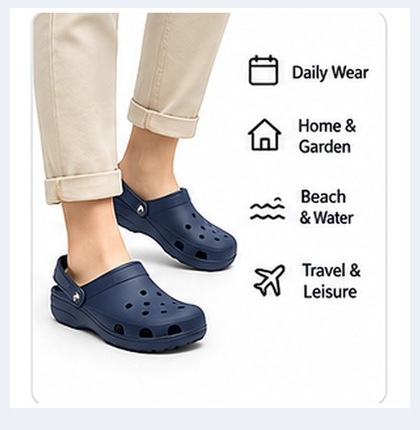 Daily Wear
Home &
Garden
Beach
& Water
Travel &
Leisure